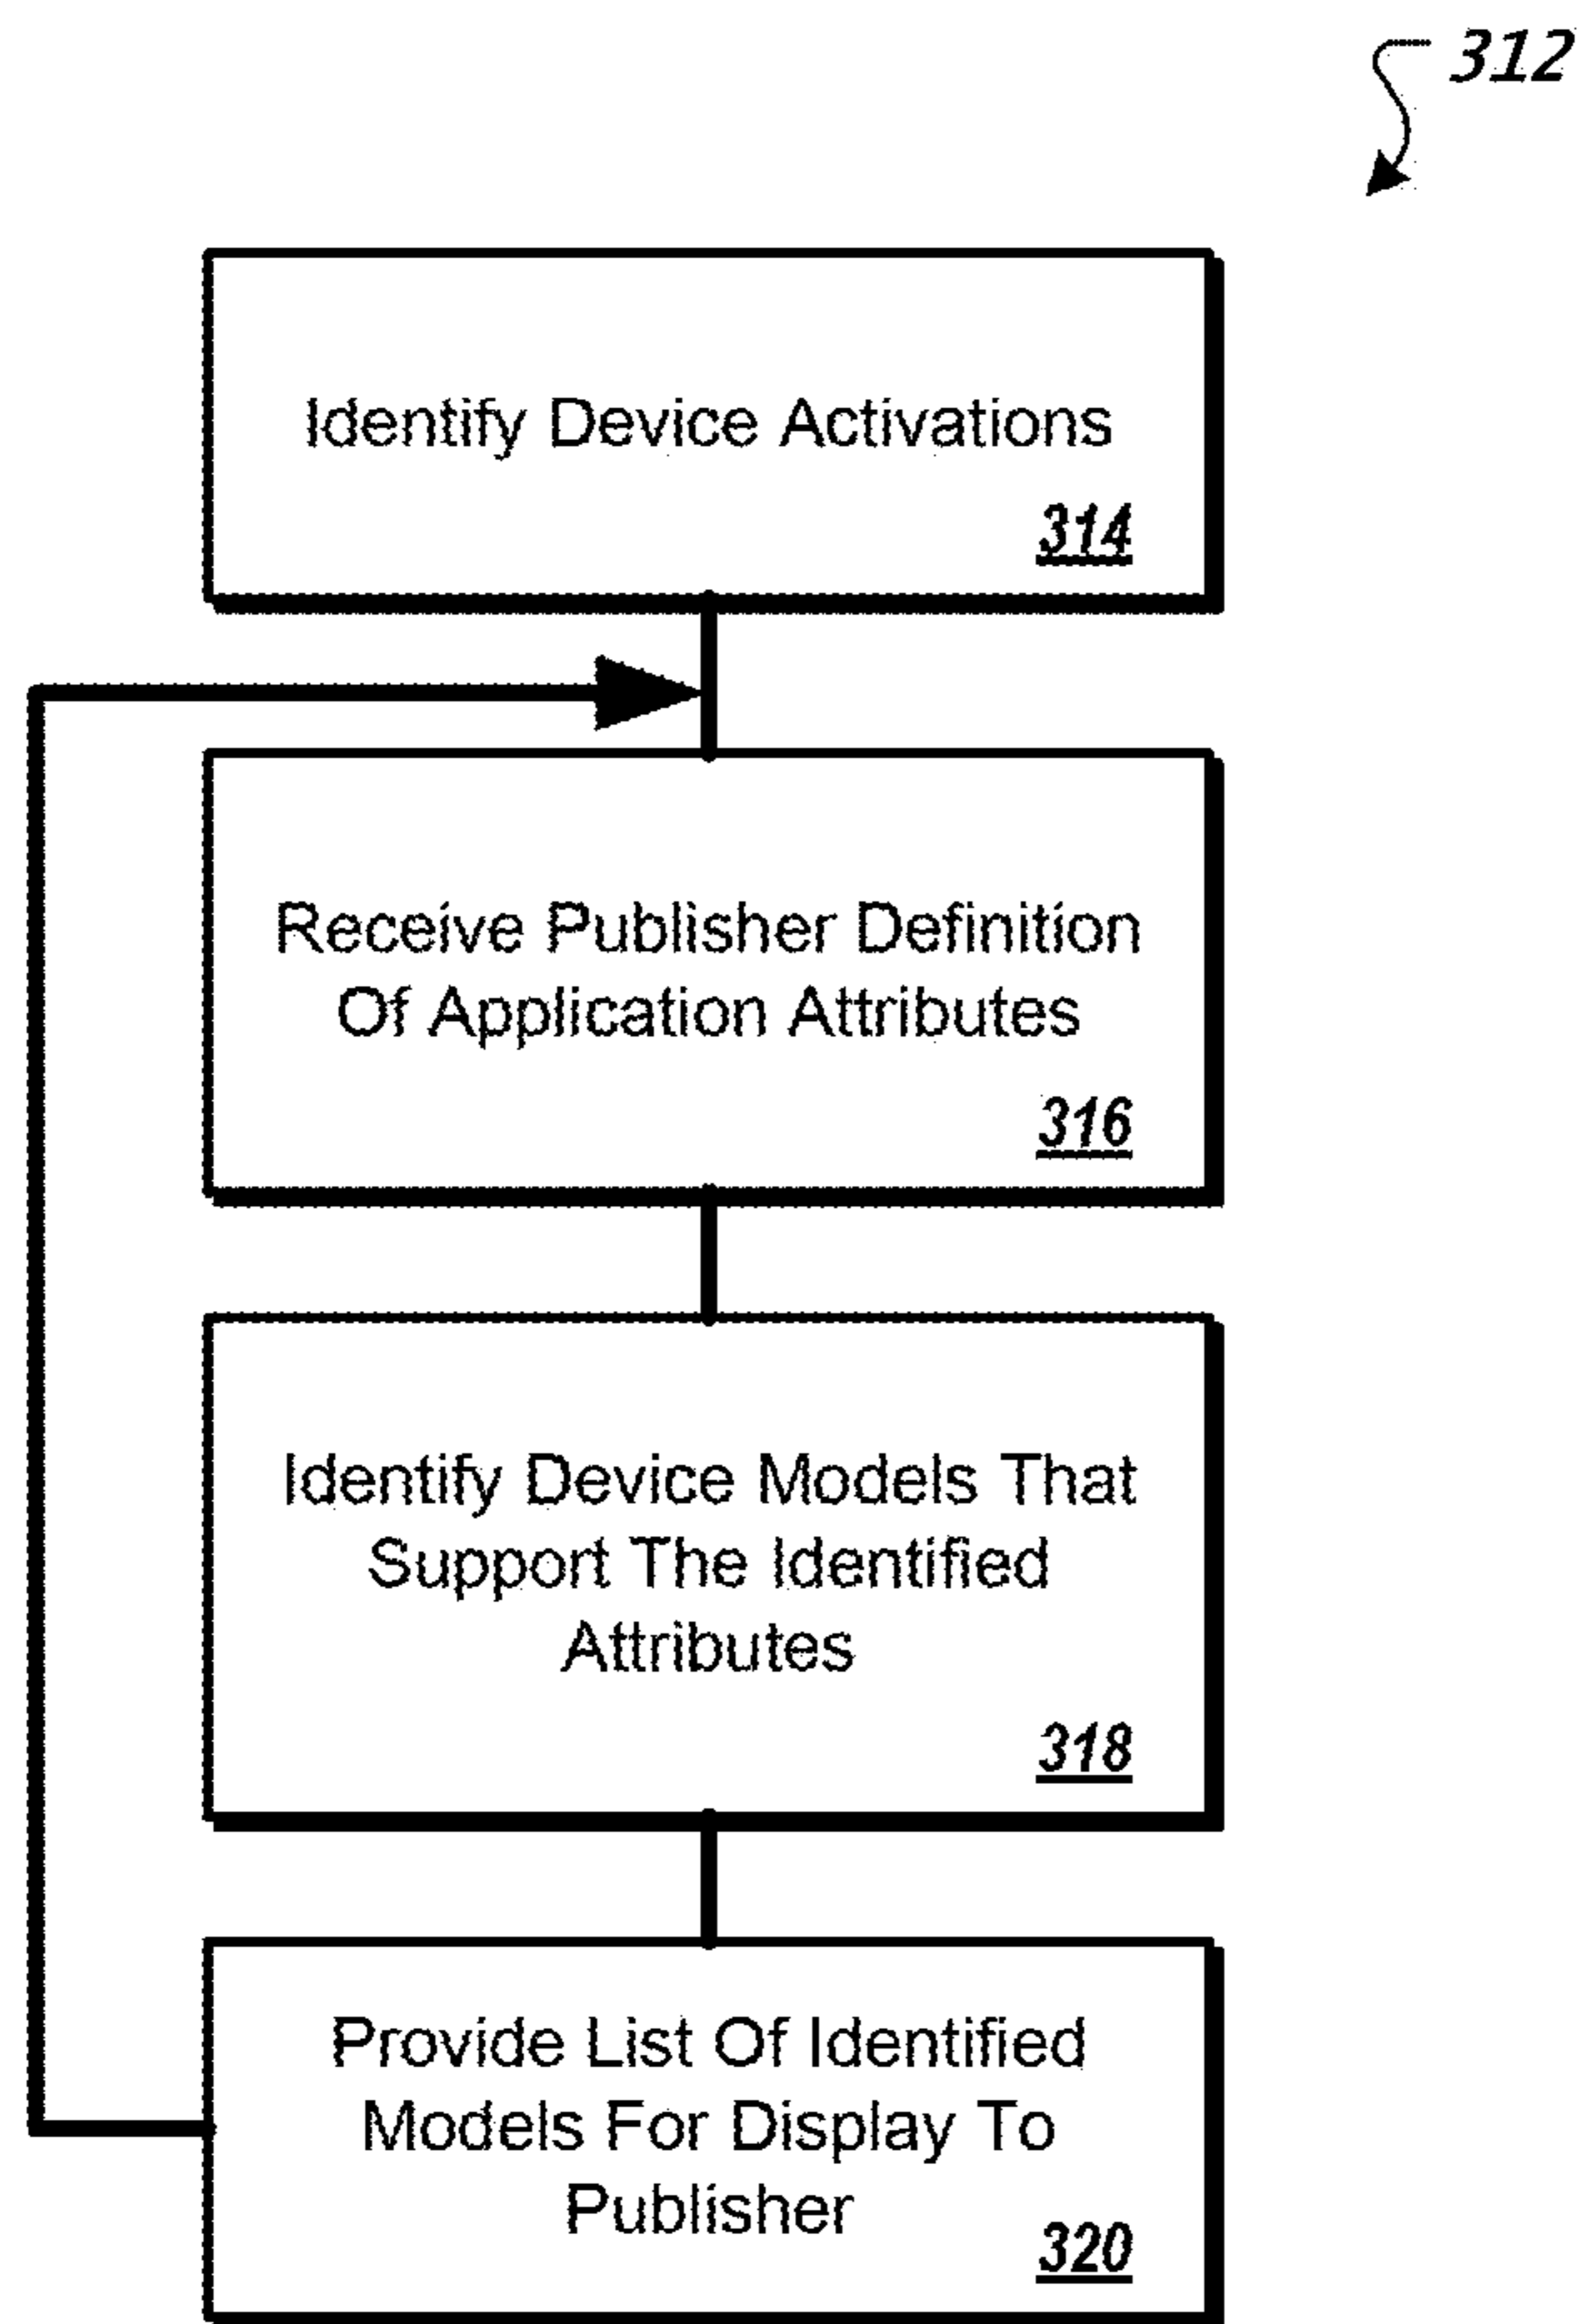 312
Identify Device Activations
314
Receive Publisher Definition
Of Application Attributes
316
Identify Device Models That
Support The Identified
Attributes
318
Provide List Of Identified
Models For Display To
Publisher
320